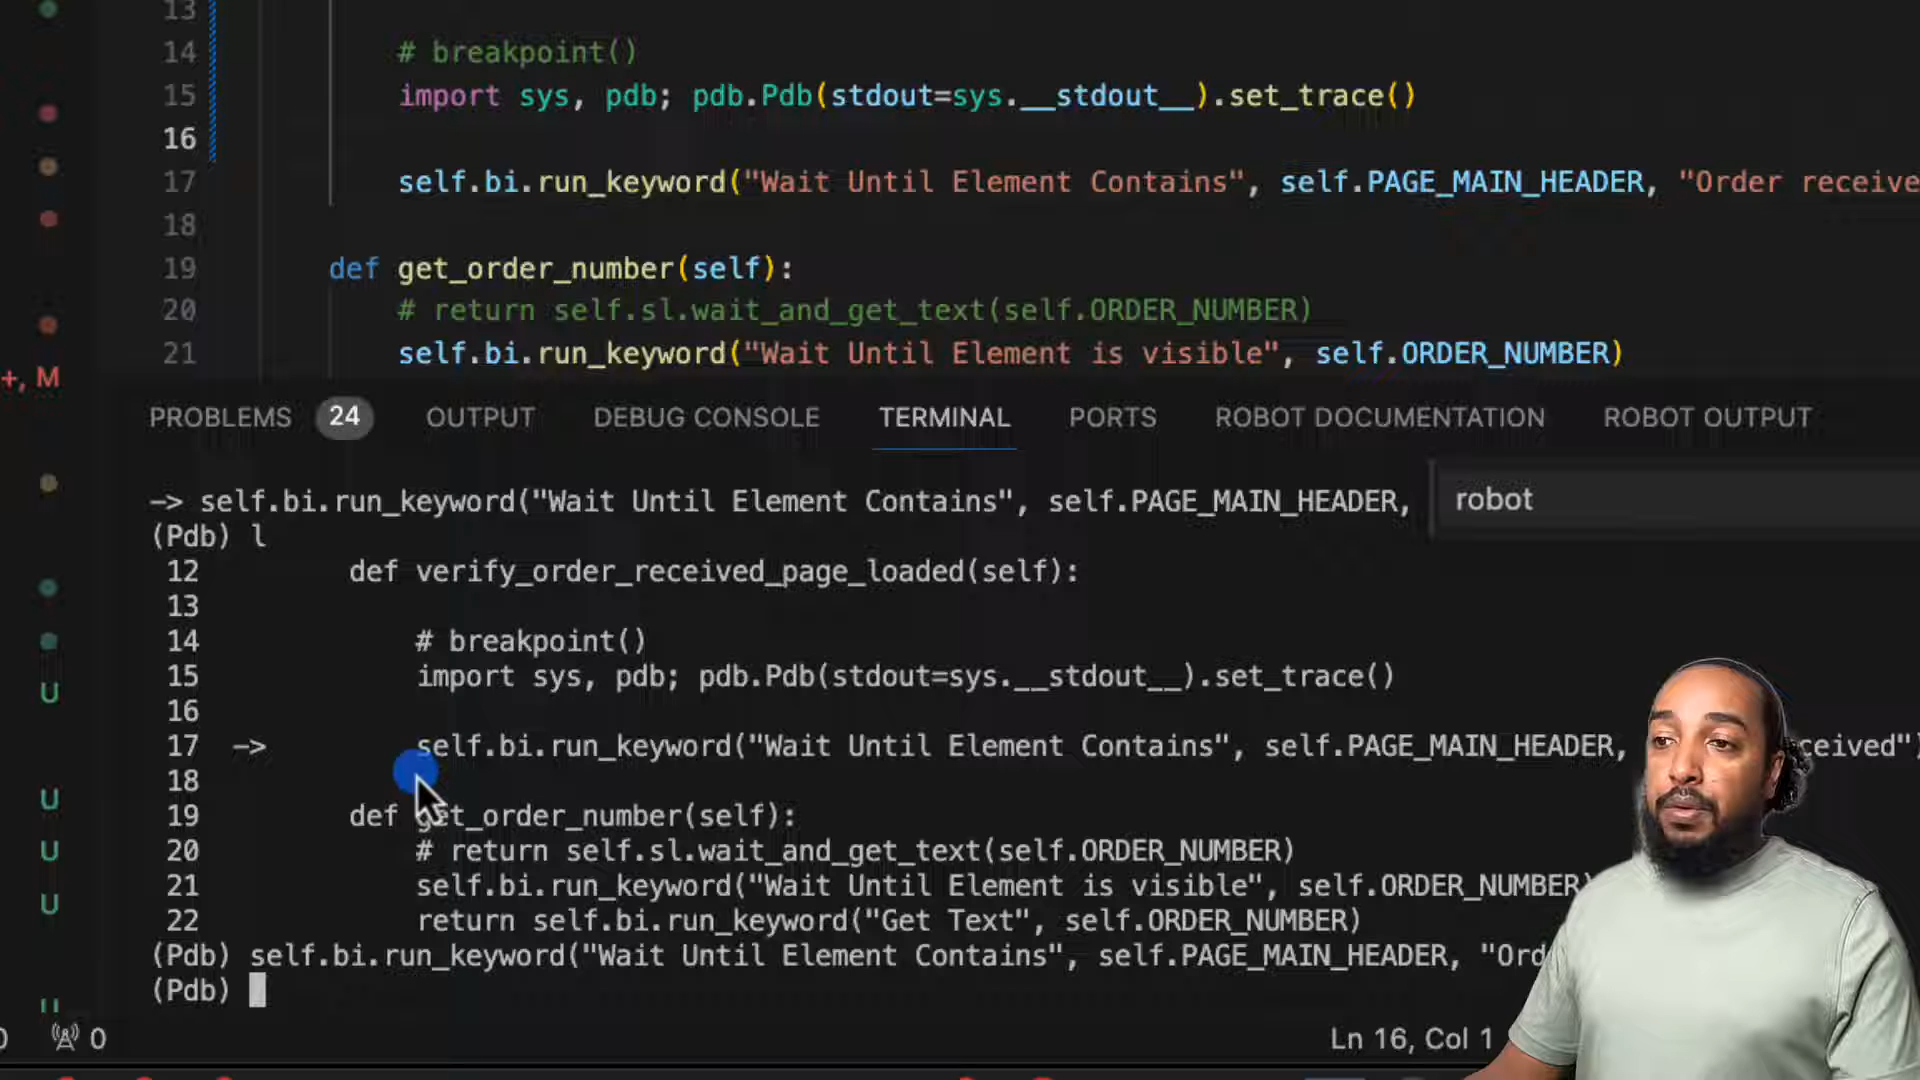 13
14 # breakpoint()
15 import sys, pdb; pdb.Pdb(stdout=sys.__stdout__).set_trace()
16
17 self.bi.run_keyword("Wait Until Element Contains", self.PAGE_MAIN_HEADER, "Order receive
18
19 def get_order_number(self):
20 # return self.sl.wait_and_get_text(self.ORDER_NUMBER)
21 self.bi.run_keyword("Wait Until Element is visible", self.ORDER_NUMBER)
+, M
PROBLEMS 24 OUTPUT DEBUG CONSOLE TERMINAL PORTS ROBOT DOCUMENTATION ROBOT OUTPUT
-> self.bi.run_keyword("Wait Until Element Contains", self.PAGE_MAIN_HEADER,
robot
(Pdb) l
12 def verify_order_received_page_loaded(self):
13
14 # breakpoint()
15 import sys, pdb; pdb.Pdb(stdout=sys.__stdout__).set_trace()
16
17 -> self.bi.run_keyword("Wait Until Element Contains", self.PAGE_MAIN_HEADER, ceived")
18
19 def get_order_number(self):
20 # return self.sl.wait_and_get_text(self.ORDER_NUMBER)
21 self.bi.run_keyword("Wait Until Element is visible", self.ORDER_NUMBER)
22 return self.bi.run_keyword("Get Text", self.ORDER_NUMBER)
(Pdb) self.bi.run_keyword("Wait Until Element Contains", self.PAGE_MAIN_HEADER, "Ord
(Pdb)
U
U
U
U
0 0
Ln 16, Col 1